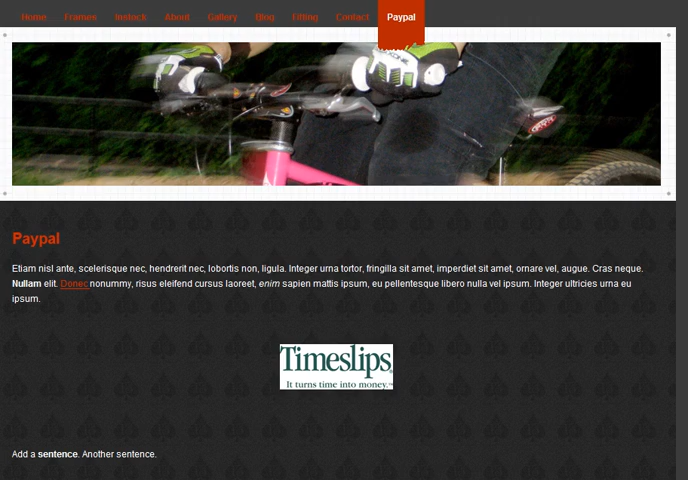 Home Frames Instock About Gallery Blog Fitting Contact Paypal
Paypal
Etiam nisl ante, scelerisque nec, hendrerit nec, lobortis non, ligula. Integer urna tortor, fringilla sit amet, imperdiet sit amet, ornare vel, augue. Cras neque.
Nullam elit. Donec nonummy, risus eleifend cursus laoreet, enim sapien mattis ipsum, eu pellentesque libero nulla vel ipsum. Integer ultricies urna eu
ipsum.
Timeslips
It turns time into money.™
Add a sentence. Another sentence.